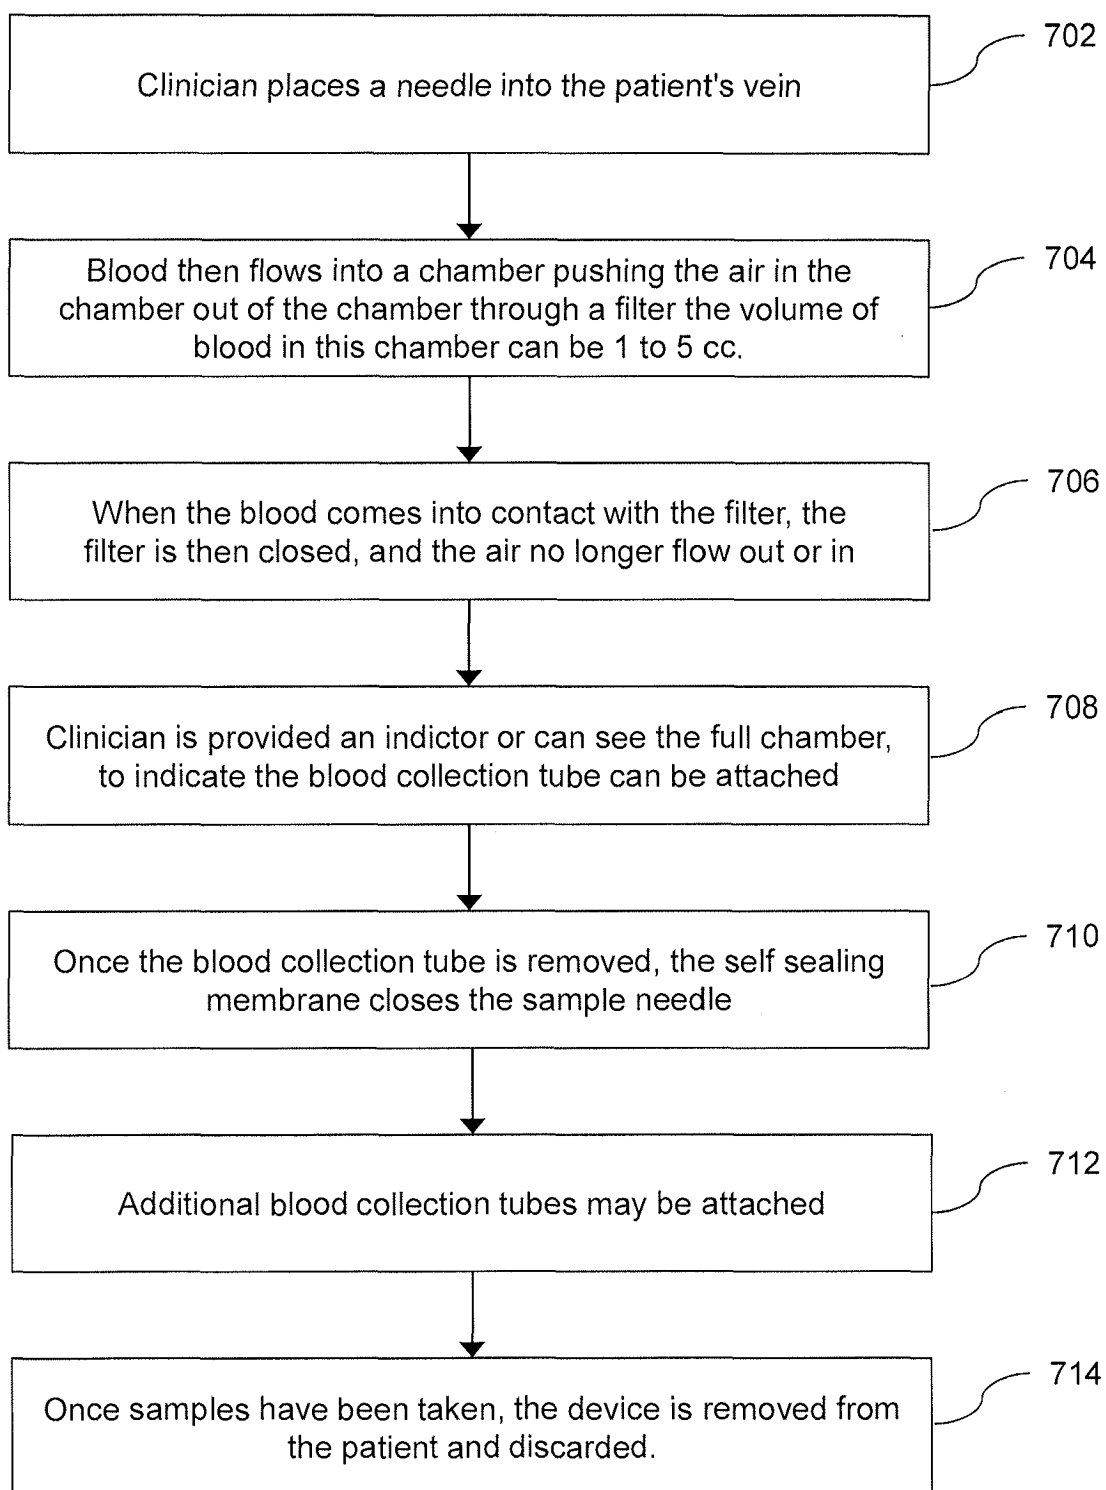 702
Clinician places a needle into the patient's vein
704
Blood then flows into a chamber pushing the air in the
chamber out of the chamber through a filter the volume of
blood in this chamber can be 1 to 5 cc.
706
When the blood comes into contact with the filter, the
filter is then closed, and the air no longer flow out or in
708
Clinician is provided an indictor or can see the full chamber,
to indicate the blood collection tube can be attached
710
Once the blood collection tube is removed, the self sealing
membrane closes the sample needle
712
Additional blood collection tubes may be attached
714
Once samples have been taken, the device is removed from
the patient and discarded.